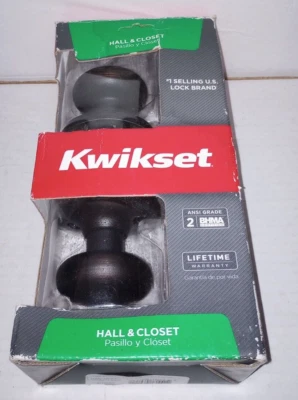 HALL & CLOSET
Pasillo y Clóset
#1 SELLING U.S.
LOCK BRAND
Kwikset
ANSI GRADE
2 BHMA
LIFETIME
WARRANTY
Garantía de por vida
HALL & CLOSET
Pasillo y Clóset